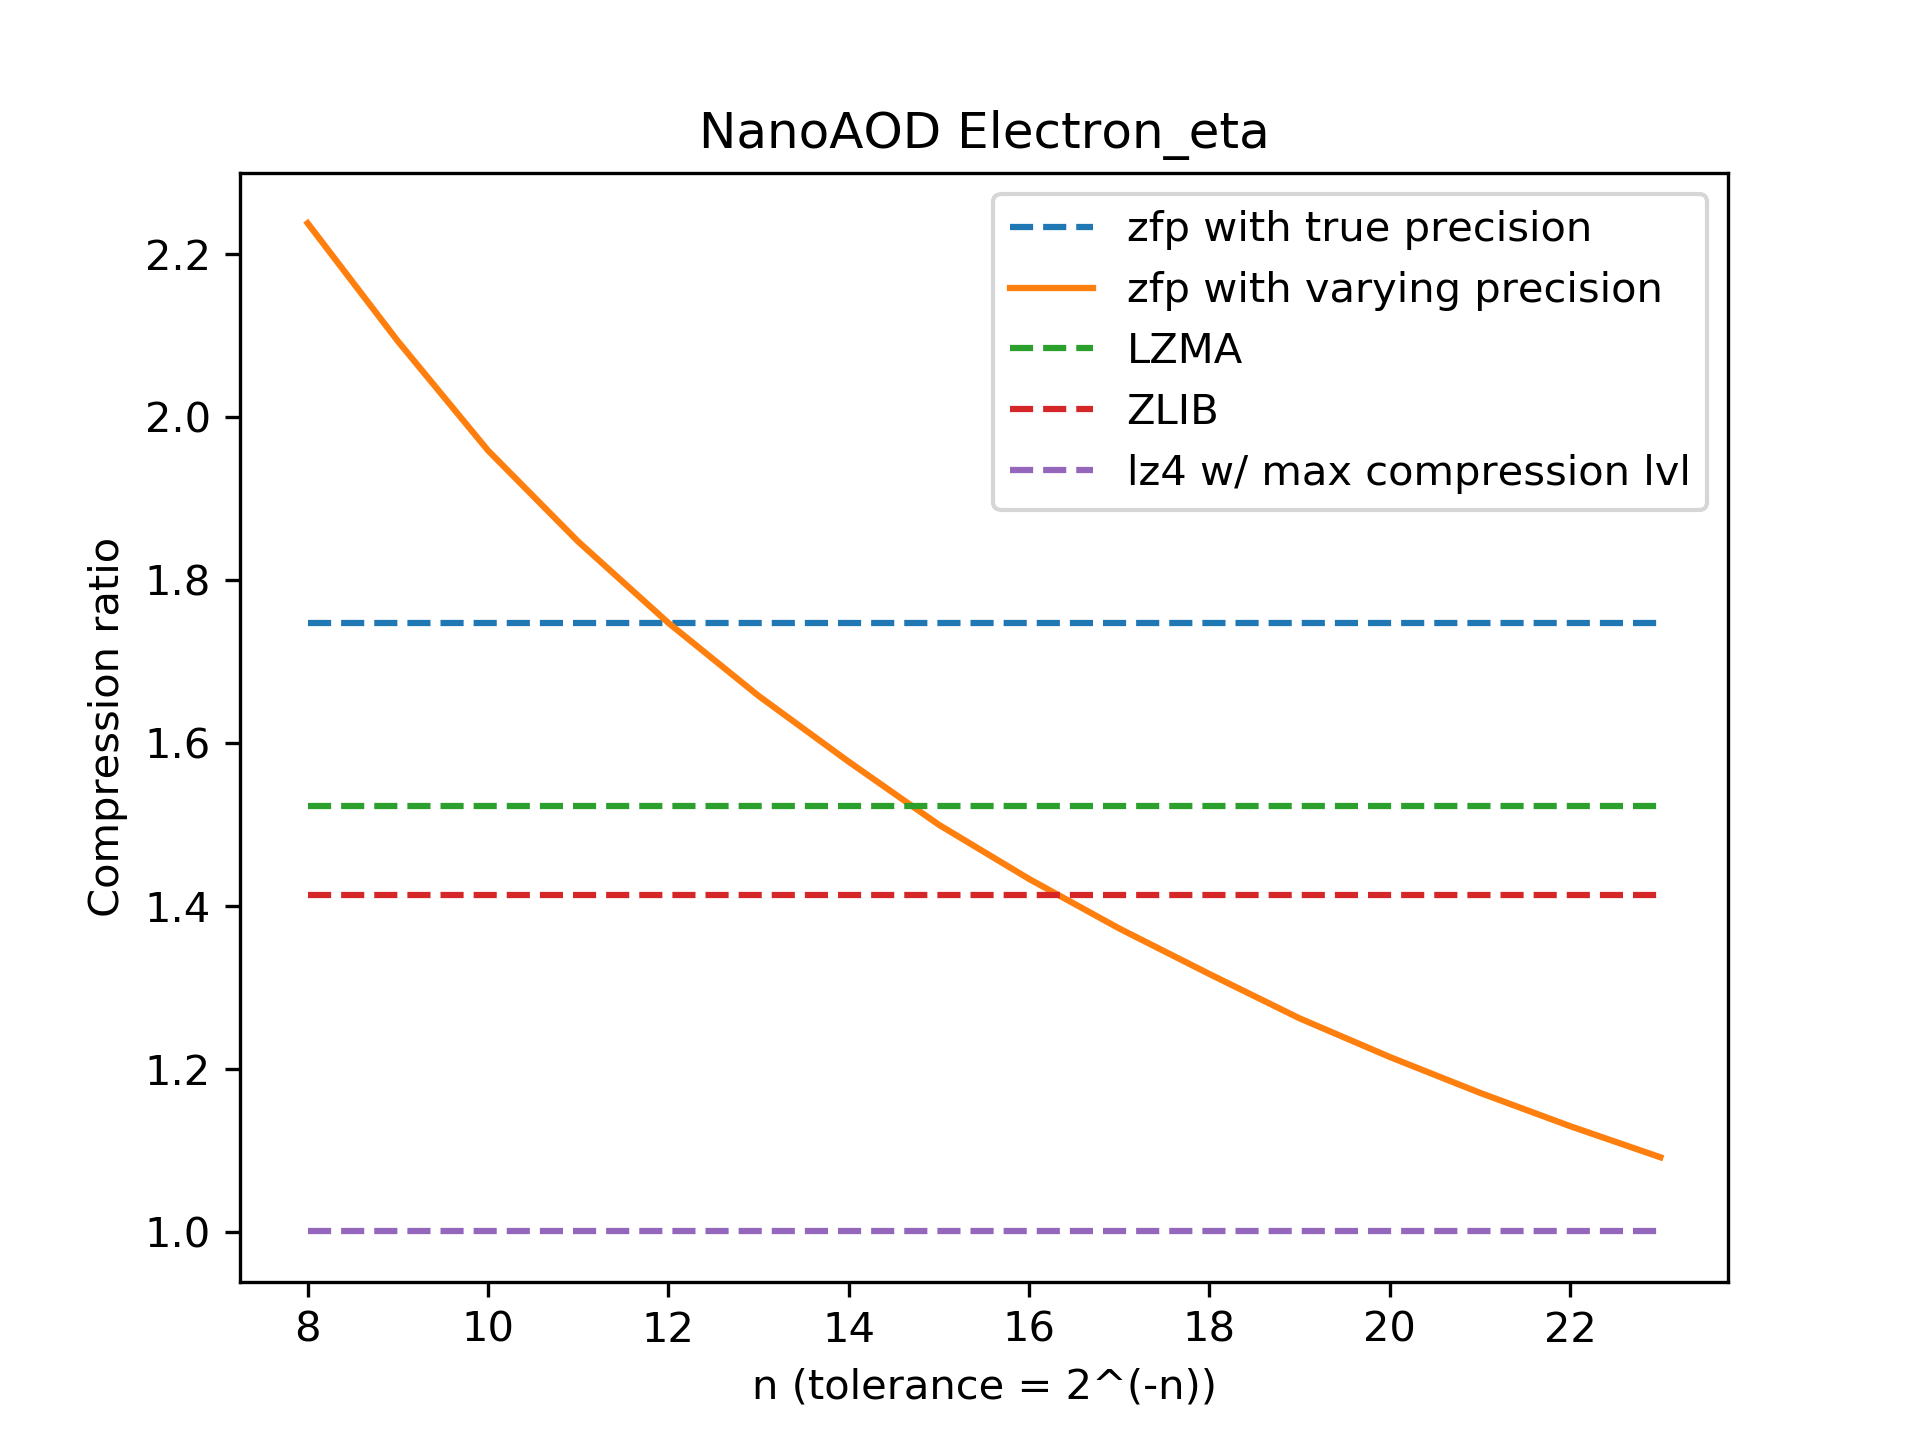 NanoAOD Electron_eta
zfp with true precision
zfp with varying precision
LZMA
ZLIB
lz4 w/ max compression lvl
Compression ratio
2.2
2.0
1.8
1.6
1.4
1.2
1.0
8 10 12 14 16 18 20 22
n (tolerance = 2^(-n))